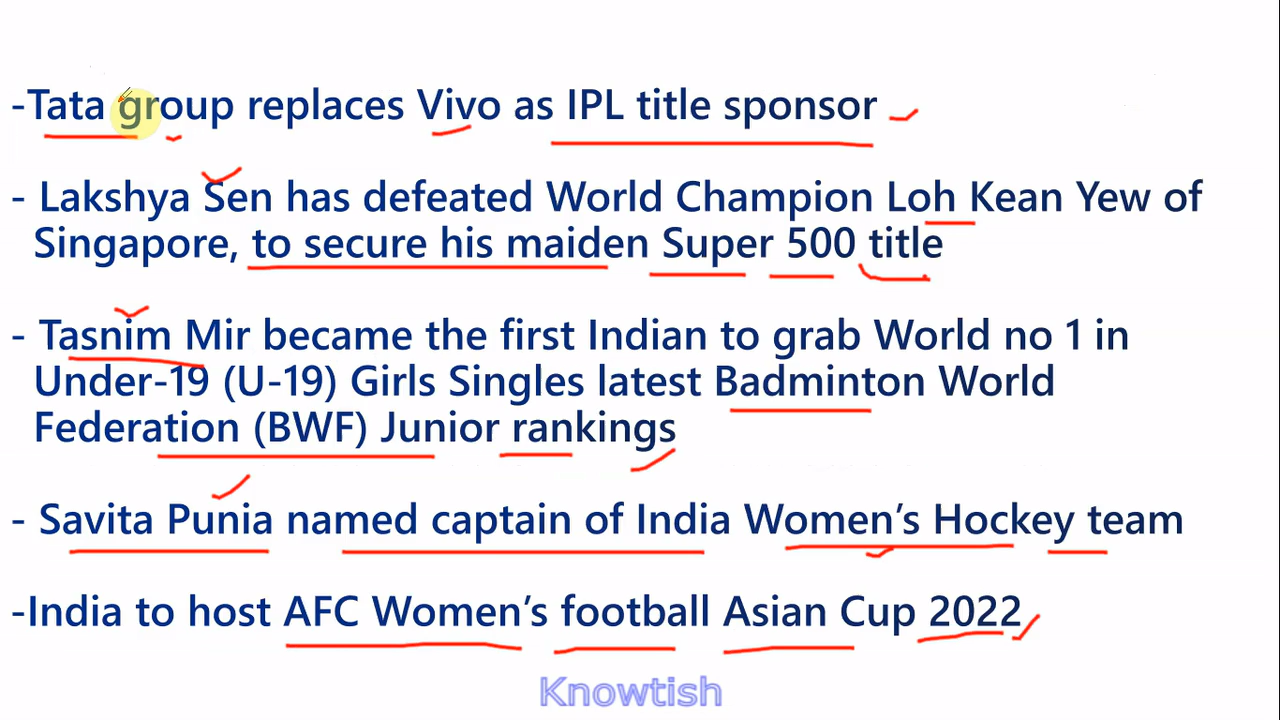 -Tata group replaces Vivo as IPL title sponsor
- Lakshya Sen has defeated World Champion Loh Kean Yew of
Singapore, to secure his maiden Super 500 title
- Tasnim Mir became the first Indian to grab World no 1 in
Under-19 (U-19) Girls Singles latest Badminton World
Federation (BWF) Junior rankings
- Savita Punia named captain of India Women’s Hockey team
-India to host AFC Women’s football Asian Cup 2022
Knowtish